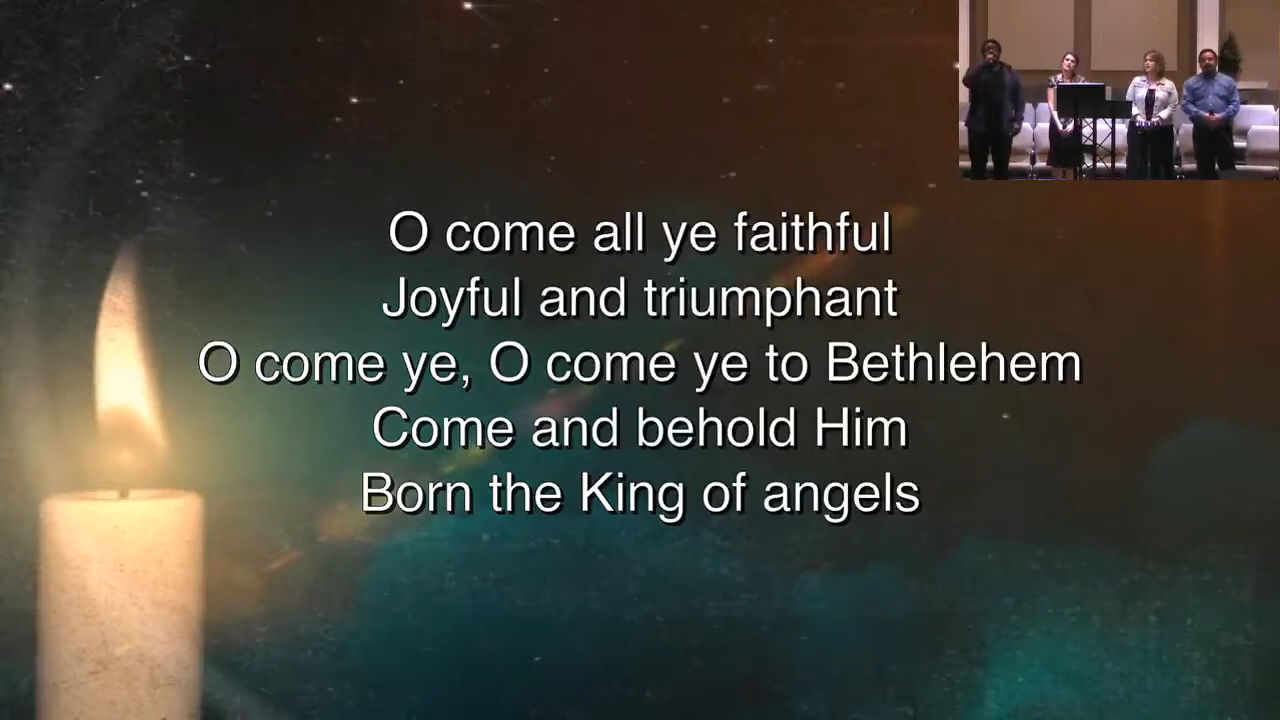 O come all ye faithful
Joyful and triumphant
O come ye, O come ye to Bethlehem
Come and behold Him
Born the King of angels